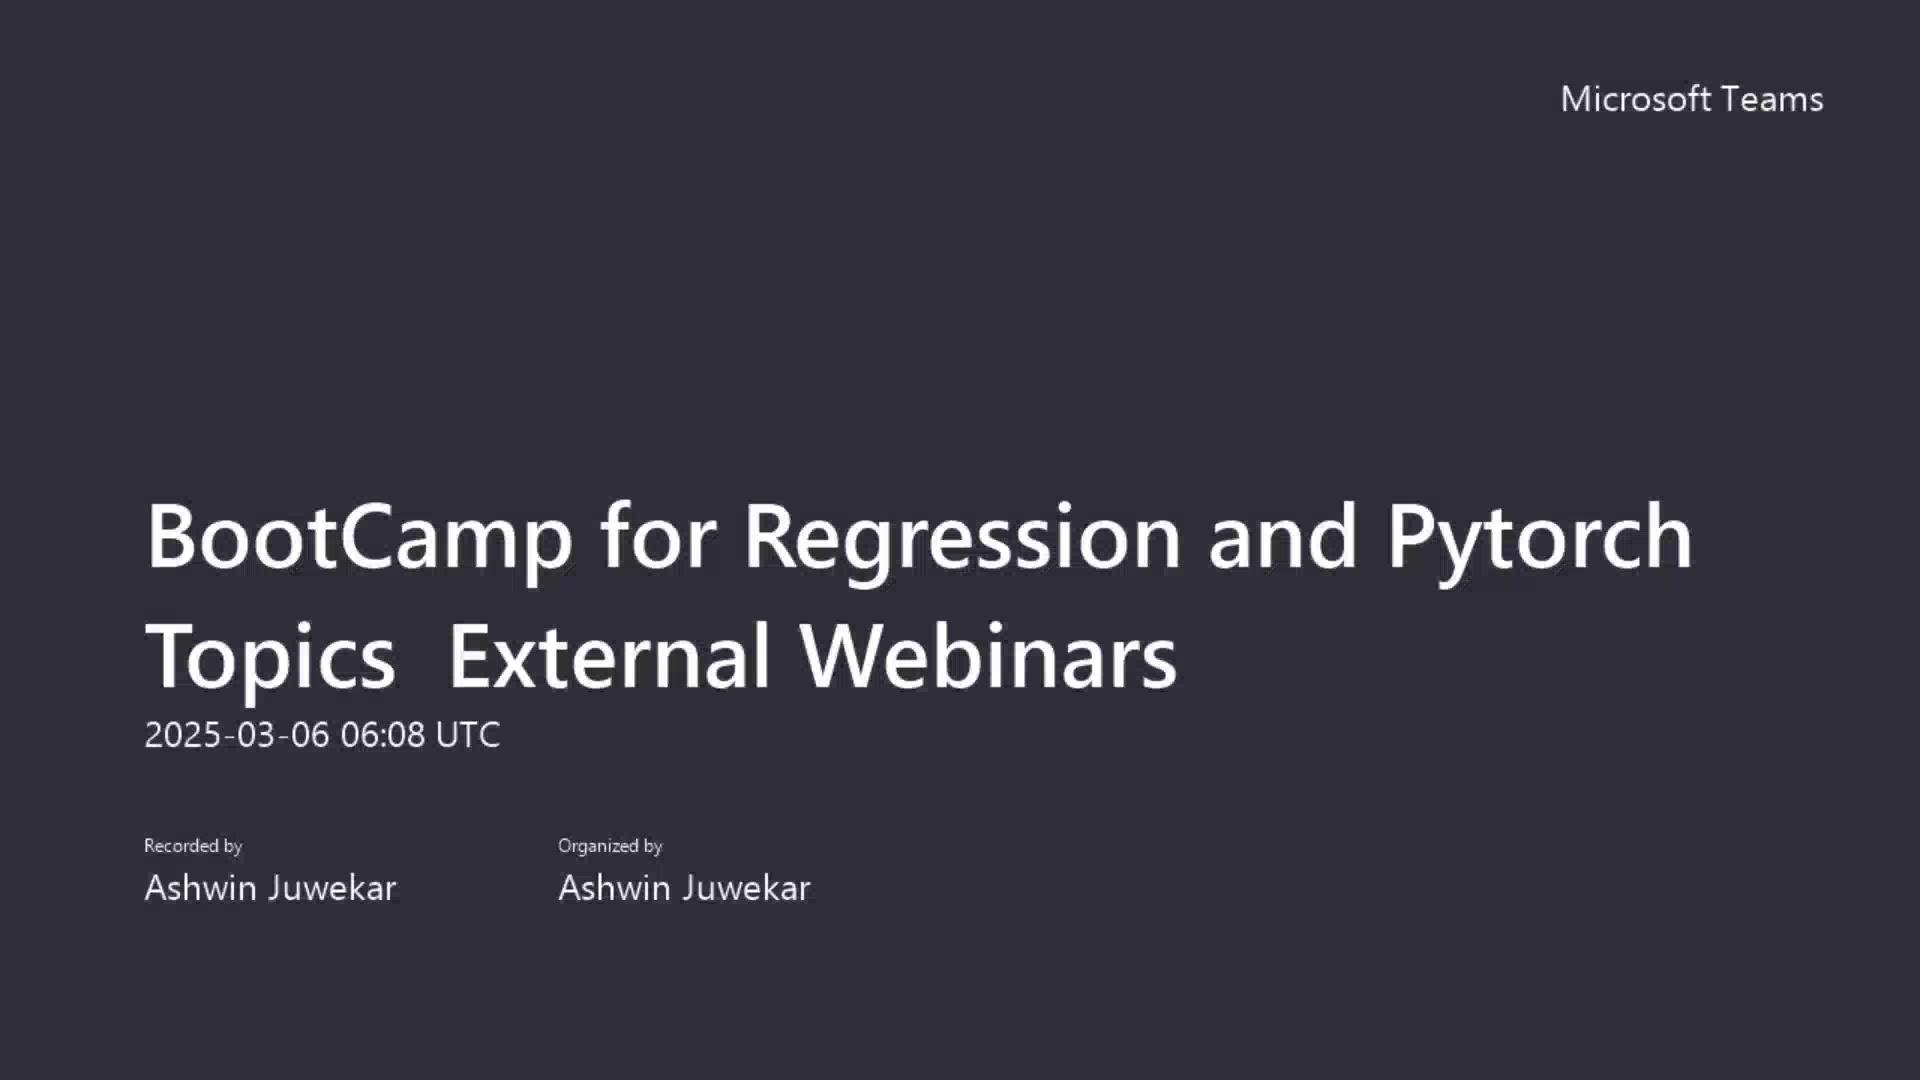 Microsoft Teams
BootCamp for Regression and Pytorch
Topics  External Webinars
2025-03-06 06:08 UTC
Recorded by
Ashwin Juwekar
Organized by
Ashwin Juwekar